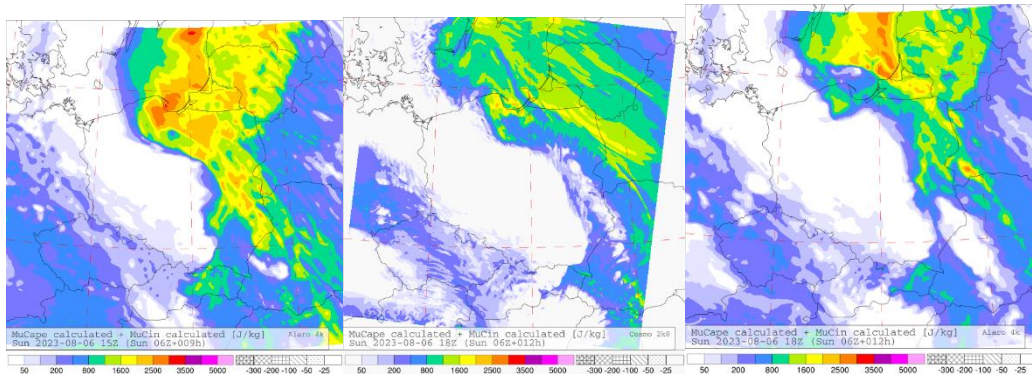 MuCape calculated + MuCin calculated [J/kg] Alaro 4k
Sun 2023-08-06 15Z (Sun 06Z+009h)
50 200 800 1600 2500 3500 5000 -300 -200 -100 -50 -25
MuCape calculated + MuCin calculated [J/kg] Cosmo 2k8
Sun 2023-08-06 18Z (Sun 06Z+012h)
50 200 800 1600 2500 3500 5000 -300 -200 -100 -50 -25
MuCape calculated + MuCin calculated [J/kg] Alaro 4k
Sun 2023-08-06 18Z (Sun 06Z+012h)
50 200 800 1600 2500 3500 5000 -300 -200 -100 -50 -25